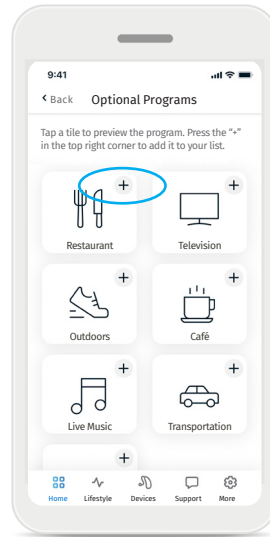 9:41
Back Optional Programs
Tap a tile to preview the program. Press the “+”
in the top right corner to add it to your list.
+ +
Restaurant Television
+ +
Outdoors Café
+ +
Live Music Transportation
+
Home Lifestyle Devices Support More